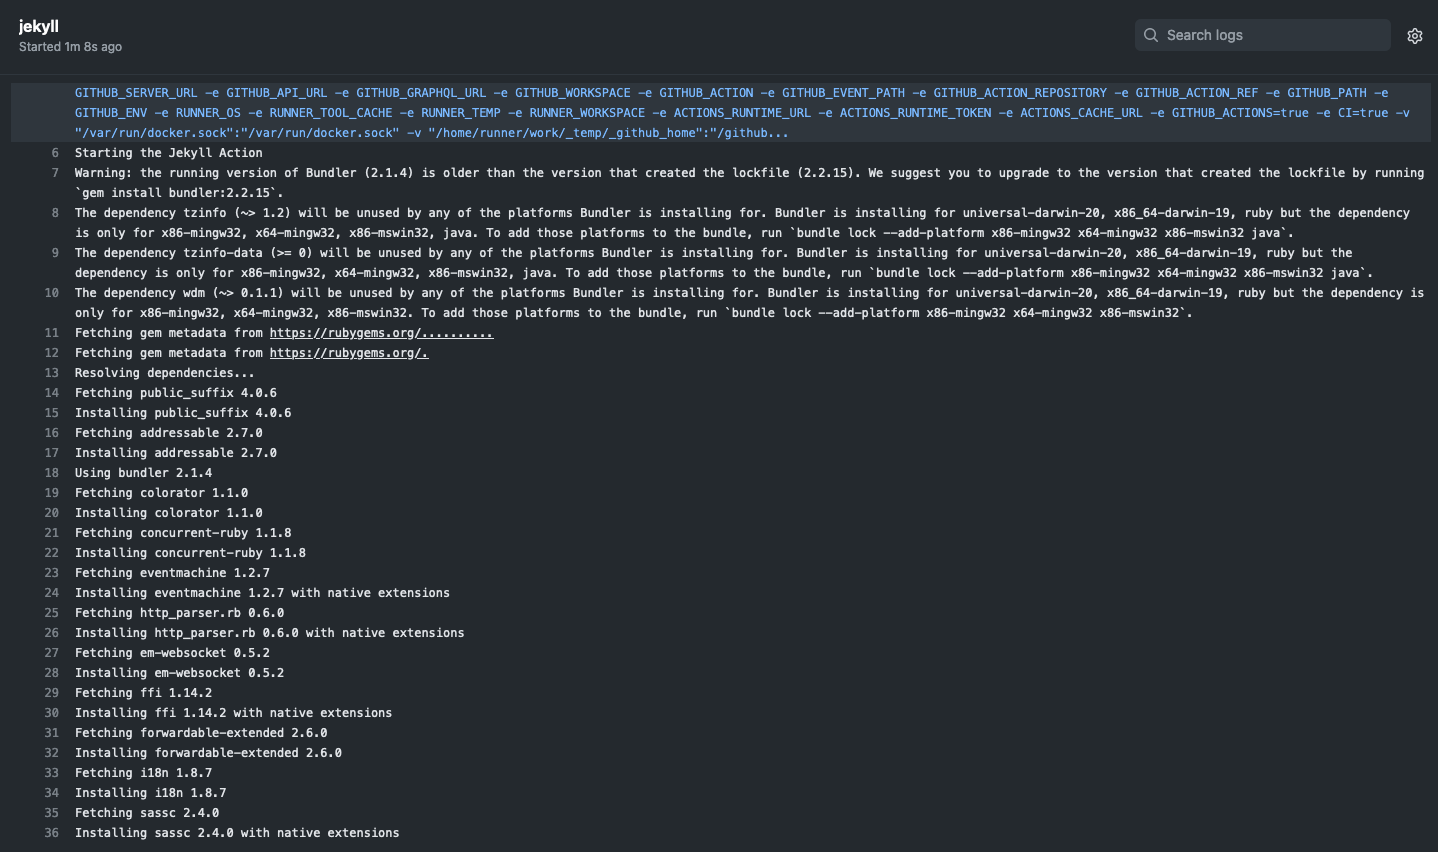 jekyll
Started 1m 8s ago
Search logs
GITHUB_SERVER_URL -e GITHUB_API_URL -e GITHUB_GRAPHQL_URL -e GITHUB_WORKSPACE -e GITHUB_ACTION -e GITHUB_EVENT_PATH -e GITHUB_ACTION_REPOSITORY -e GITHUB_ACTION_REF -e GITHUB_PATH -e
GITHUB_ENV -e RUNNER_OS -e RUNNER_TOOL_CACHE -e RUNNER_TEMP -e RUNNER_WORKSPACE -e ACTIONS_RUNTIME_URL -e ACTIONS_RUNTIME_TOKEN -e ACTIONS_CACHE_URL -e GITHUB_ACTIONS=true -e CI=true -v
"/var/run/docker.sock":"/var/run/docker.sock" -v "/home/runner/work/_temp/_github_home":"/github...
6 Starting the Jekyll Action
7 Warning: the running version of Bundler (2.1.4) is older than the version that created the lockfile (2.2.15). We suggest you to upgrade to the version that created the lockfile by running
`gem install bundler:2.2.15`.
8 The dependency tzinfo (~> 1.2) will be unused by any of the platforms Bundler is installing for. Bundler is installing for universal-darwin-20, x86_64-darwin-19, ruby but the dependency
is only for x86-mingw32, x64-mingw32, x86-mswin32, java. To add those platforms to the bundle, run `bundle lock --add-platform x86-mingw32 x64-mingw32 x86-mswin32 java`.
9 The dependency tzinfo-data (>= 0) will be unused by any of the platforms Bundler is installing for. Bundler is installing for universal-darwin-20, x86_64-darwin-19, ruby but the
dependency is only for x86-mingw32, x64-mingw32, x86-mswin32, java. To add those platforms to the bundle, run `bundle lock --add-platform x86-mingw32 x64-mingw32 x86-mswin32 java`.
10 The dependency wdm (~> 0.1.1) will be unused by any of the platforms Bundler is installing for. Bundler is installing for universal-darwin-20, x86_64-darwin-19, ruby but the dependency is
only for x86-mingw32, x64-mingw32, x86-mswin32. To add those platforms to the bundle, run `bundle lock --add-platform x86-mingw32 x64-mingw32 x86-mswin32`.
11 Fetching gem metadata from https://rubygems.org/..........
12 Fetching gem metadata from https://rubygems.org/.
13 Resolving dependencies...
14 Fetching public_suffix 4.0.6
15 Installing public_suffix 4.0.6
16 Fetching addressable 2.7.0
17 Installing addressable 2.7.0
18 Using bundler 2.1.4
19 Fetching colorator 1.1.0
20 Installing colorator 1.1.0
21 Fetching concurrent-ruby 1.1.8
22 Installing concurrent-ruby 1.1.8
23 Fetching eventmachine 1.2.7
24 Installing eventmachine 1.2.7 with native extensions
25 Fetching http_parser.rb 0.6.0
26 Installing http_parser.rb 0.6.0 with native extensions
27 Fetching em-websocket 0.5.2
28 Installing em-websocket 0.5.2
29 Fetching ffi 1.14.2
30 Installing ffi 1.14.2 with native extensions
31 Fetching forwardable-extended 2.6.0
32 Installing forwardable-extended 2.6.0
33 Fetching i18n 1.8.7
34 Installing i18n 1.8.7
35 Fetching sassc 2.4.0
36 Installing sassc 2.4.0 with native extensions